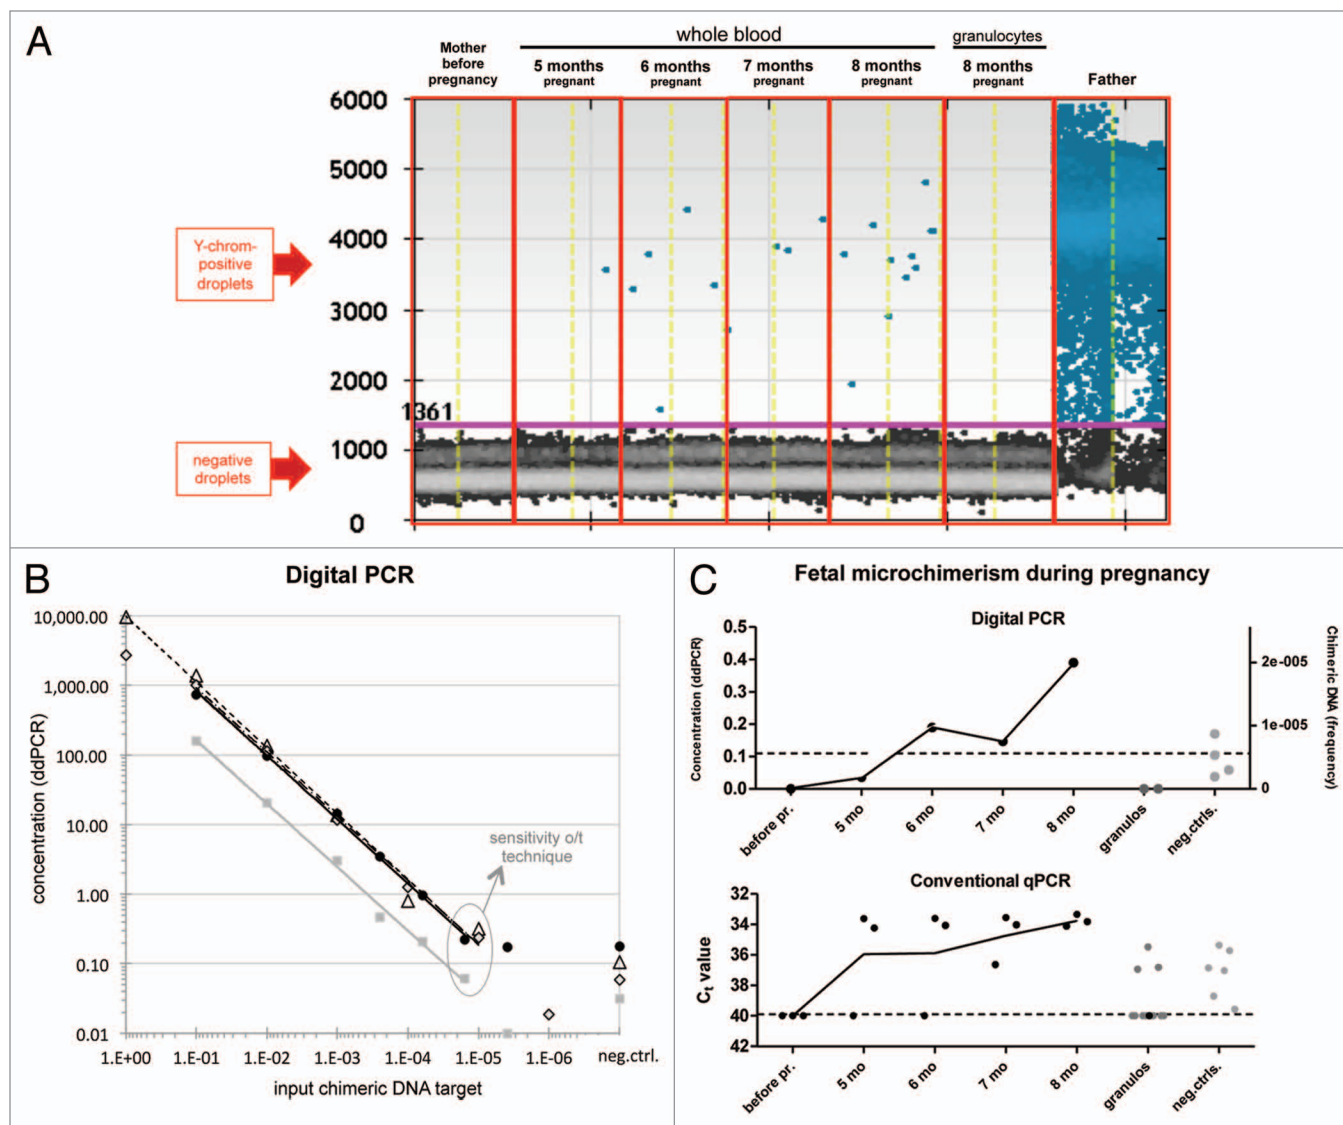 A
whole blood
granulocytes
Mother
before
pregnancy
5 months
pregnant
6 months
pregnant
7 months
pregnant
8 months
pregnant
8 months
pregnant
Father
6000
5000
4000
3000
2000
1361
1000
0
Y-chrom-
positive
droplets
negative
droplets
B
Digital PCR
concentration (ddPCR)
10,000.00
1,000.00
100.00
10.00
1.00
0.10
0.01
sensitivity o/t
technique
1.E+00 1.E-01 1.E-02 1.E-03 1.E-04 1.E-05 1.E-06 neg.ctrl.
input chimeric DNA target
C
Fetal microchimerism during pregnancy
Digital PCR
Concentration (ddPCR)
0.5
0.4
0.3
0.2
0.1
0.0
Chimeric DNA (frequency)
2e-005
1e-005
0
before pr. 5 mo 6 mo 7 mo 8 mo granulos neg.ctrls.
Conventional qPCR
Ct value
32
34
36
38
40
42
before pr. 5 mo 6 mo 7 mo 8 mo granulos neg.ctrls.